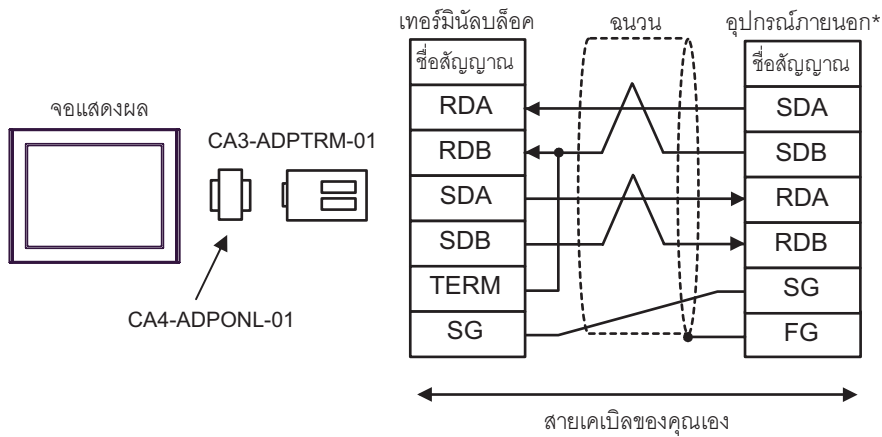 เทอร์มินัลบล็อค
ฉนวน
อุปกรณ์ภายนอก*
ชื่อสัญญาณ
ชื่อสัญญาณ
จอแสดงผล
CA3-ADPTRM-01
CA4-ADPONL-01
RDA
SDA
RDB
SDB
SDA
RDA
SDB
RDB
TERM
SG
SG
FG
สายเคเบิลของคุณเอง